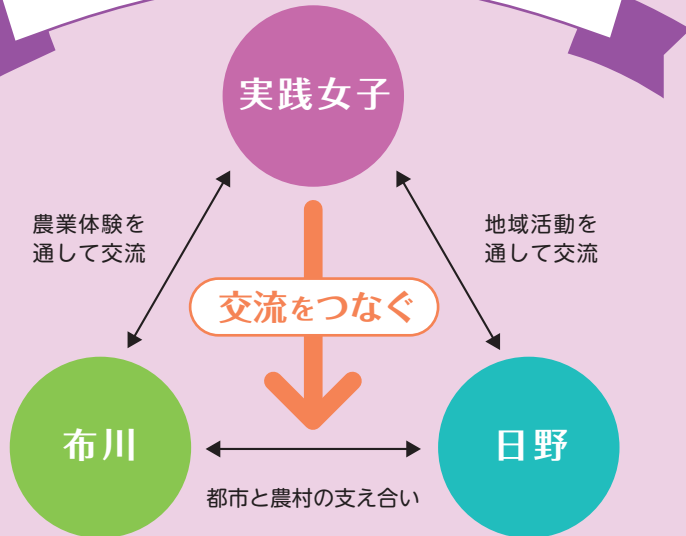 実践女子
農業体験を
通して交流
地域活動を
通して交流
交流をつなぐ
布川
日野
都市と農村の支え合い